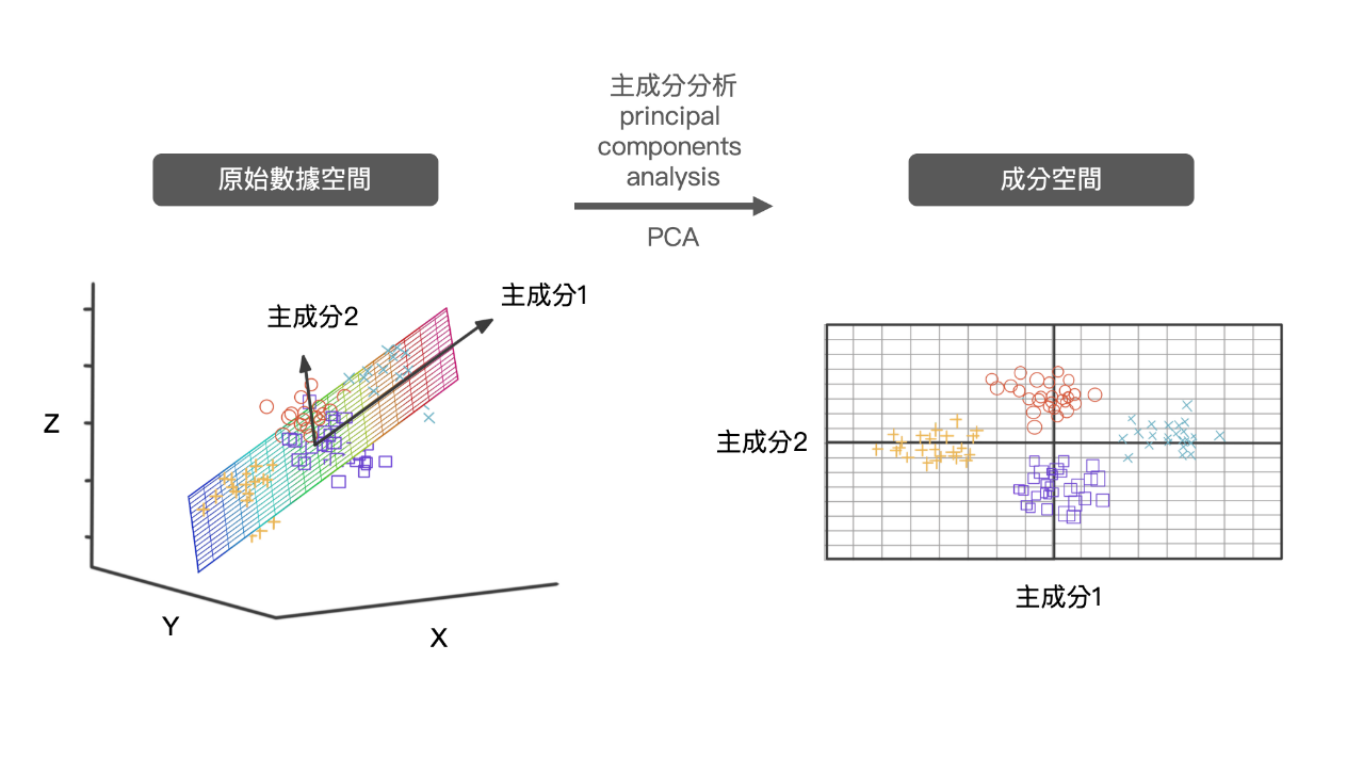 主成分分析
principal
components
analysis
PCA
原始數據空間
成分空間
主成分2
主成分1
Z
Y
X
主成分2
主成分1